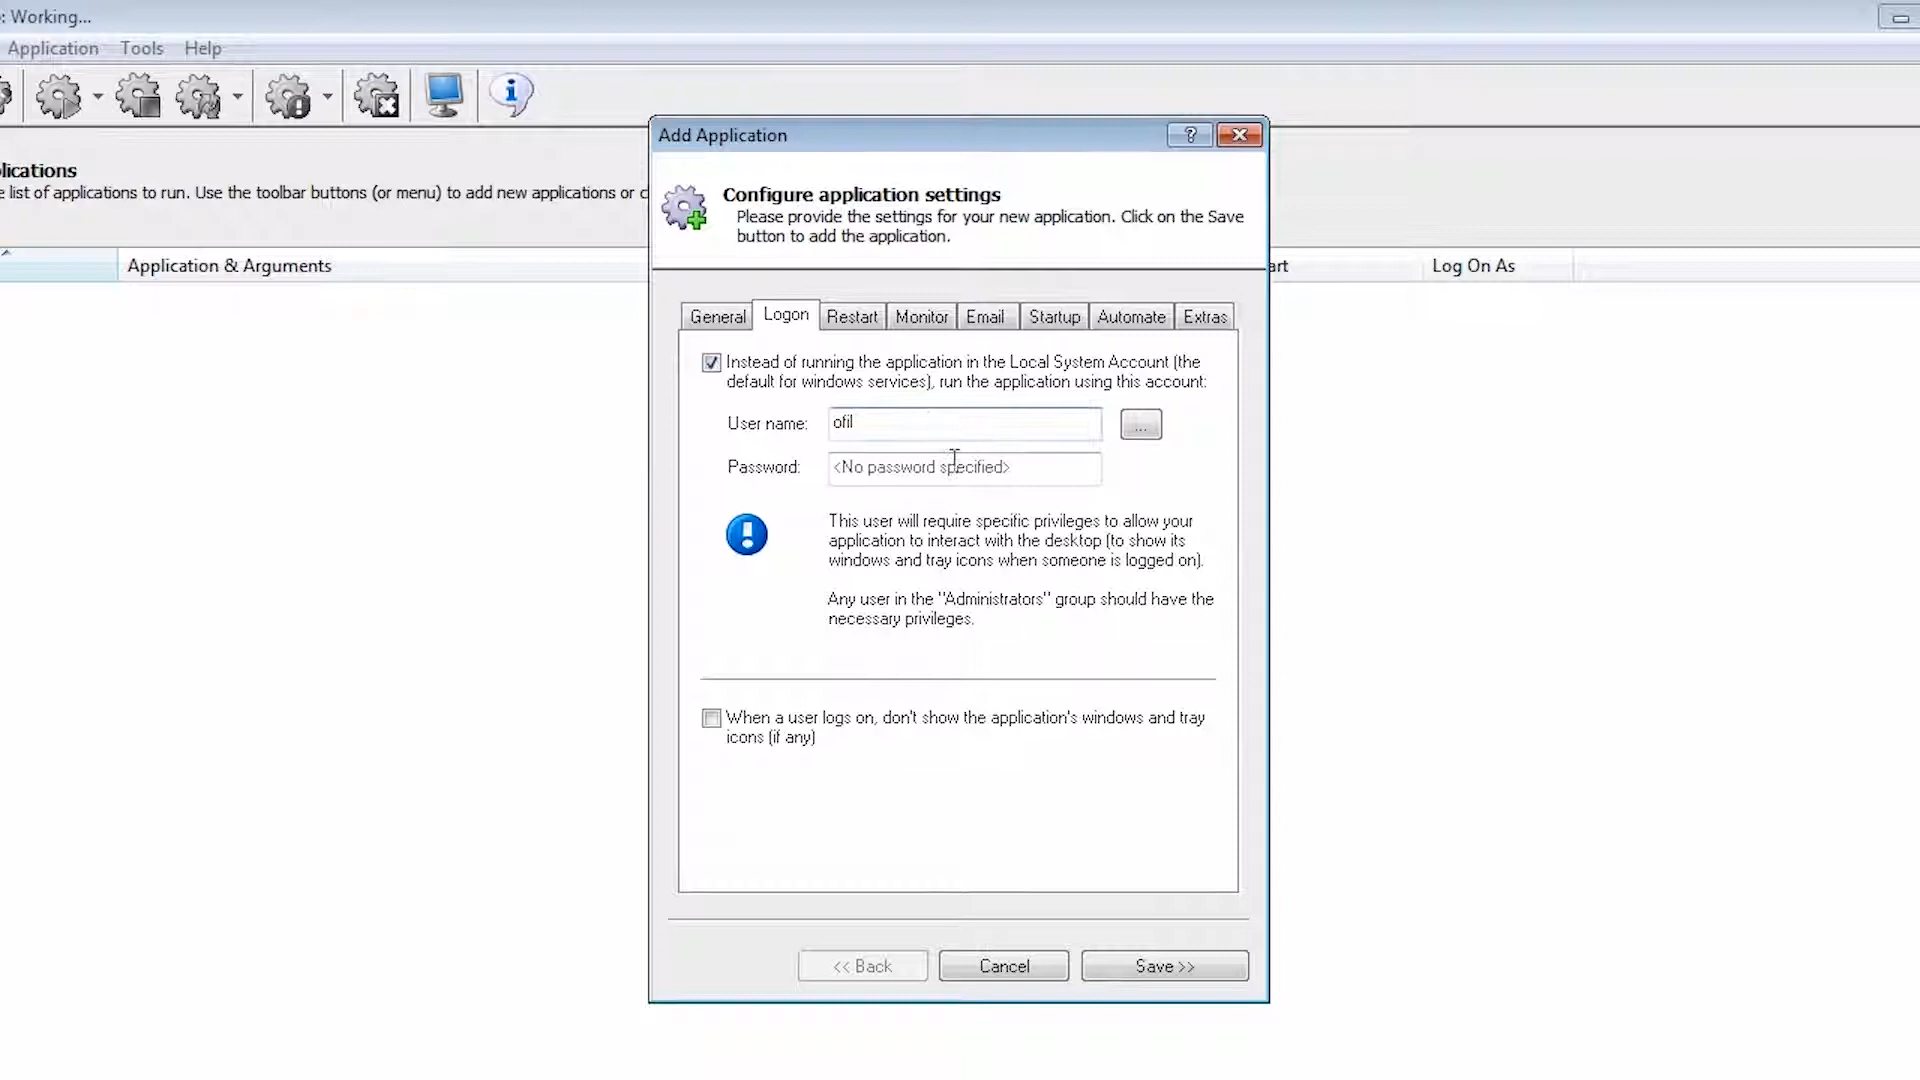 : Working...
Application Tools Help
lications
e list of applications to run. Use the toolbar buttons (or menu) to add new applications or c
Application & Arguments
art
Log On As
Add Application
?
Configure application settings
Please provide the settings for your new application. Click on the Save
button to add the application.
General Logon Restart Monitor Email Startup Automate Extras
Instead of running the application in the Local System Account (the
default for windows services), run the application using this account:
User name: ofil ...
Password: <No password specified>
This user will require specific privileges to allow your
application to interact with the desktop (to show its
windows and tray icons when someone is logged on).
Any user in the "Administrators" group should have the
necessary privileges.
When a user logs on, don't show the application's windows and tray
icons (if any)
<< Back Cancel Save >>